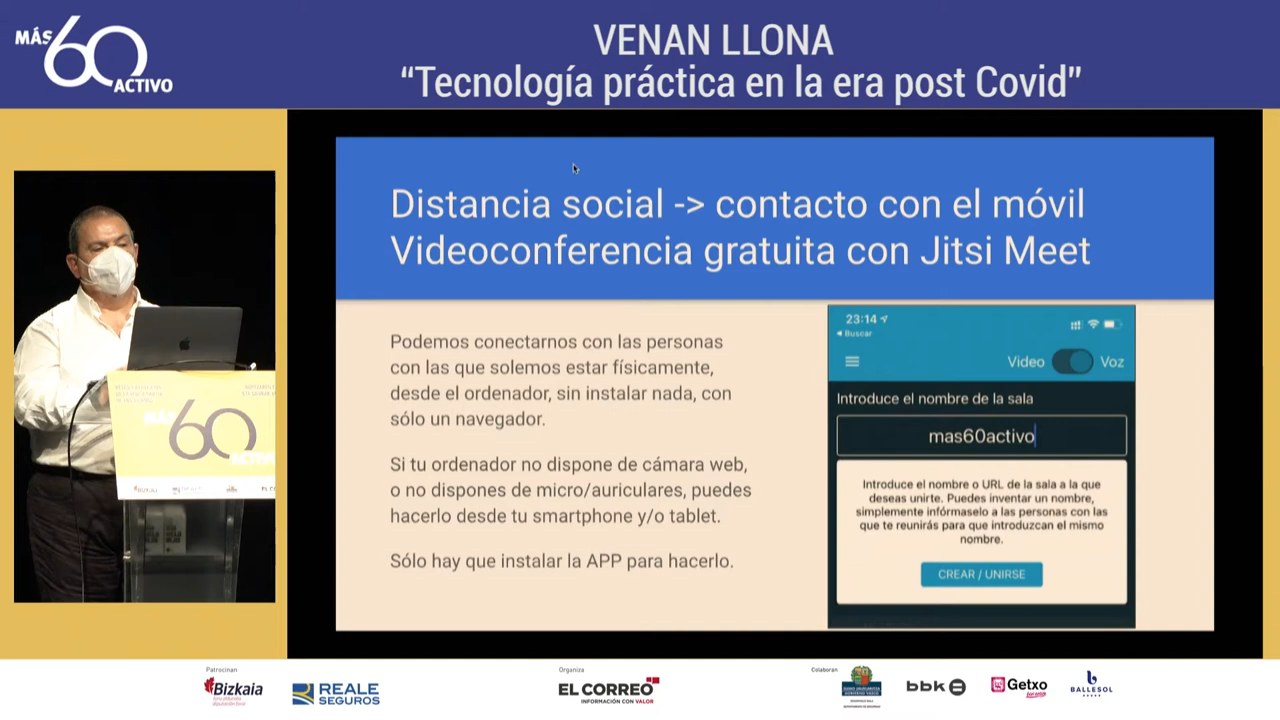 MÁS
60
ACTIVO
VENAN LLONA
“Tecnología práctica en la era post Covid”
Distancia social -> contacto con el móvil
Videoconferencia gratuita con Jitsi Meet
Podemos conectarnos con las personas
con las que solemos estar físicamente,
desde el ordenador, sin instalar nada, con
sólo un navegador.
Si tu ordenador no dispone de cámara web,
o no dispones de micro/auriculares, puedes
hacerlo desde tu smartphone y/o tablet.
Sólo hay que instalar la APP para hacerlo.
23:14
Buscar
Video
Voz
Introduce el nombre de la sala
mas60activo
Introduce el nombre o URL de la sala a la que
deseas unirte. Puedes inventar un nombre,
simplemente infórmaselo a las personas con las
que te reunirás para que introduzcan el mismo
nombre.
CREAR / UNIRSE
MÁS
60
ACTIVO
Patrocinan
Bizkaia
REALE
SEGUROS
Organiza
EL CORREO
INFORMACIÓN CON VALOR
Colaboran
bbk
Getxo
BALLESOL